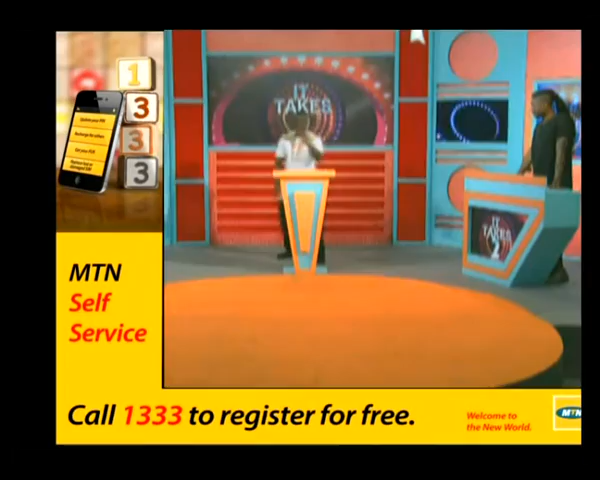 1
3
3
3
IT
TAKES
IT
TAKES
2
MTN
Self
Service
Call 1333 to register for free.
Welcome to
the New World.
MTN